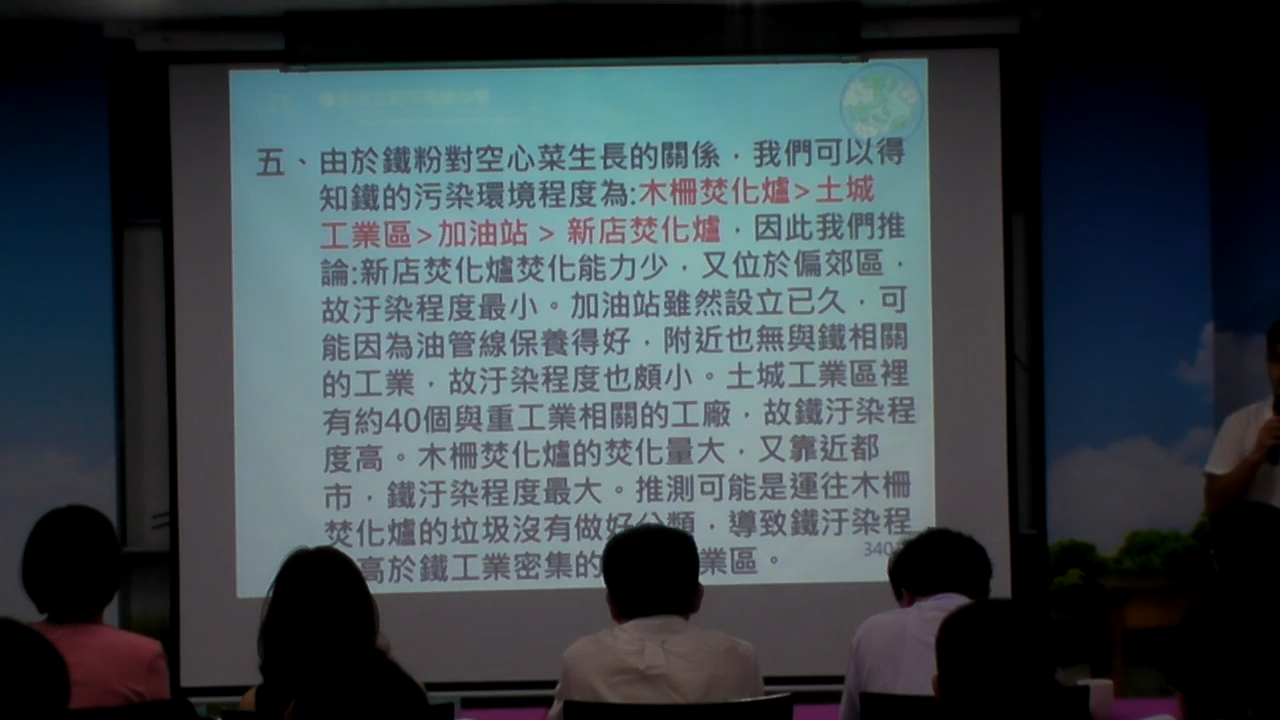 五、由於鐵粉對空心菜生長的關係，我們可以得
知鐵的污染環境程度為:木柵焚化爐>土城
工業區>加油站 > 新店焚化爐，因此我們推
論:新店焚化爐焚化能力少，又位於偏郊區，
故汙染程度最小。加油站雖然設立已久，可
能因為油管線保養得好，附近也無與鐵相關
的工業，故汙染程度也頗小。土城工業區裡
有約40個與重工業相關的工廠，故鐵汙染程
度高。木柵焚化爐的焚化量大，又靠近都
市，鐵汙染程度最大。推測可能是運往木柵
焚化爐的垃圾沒有做好分類，導致鐵汙染程
高於鐵工業密集的 業區。
340